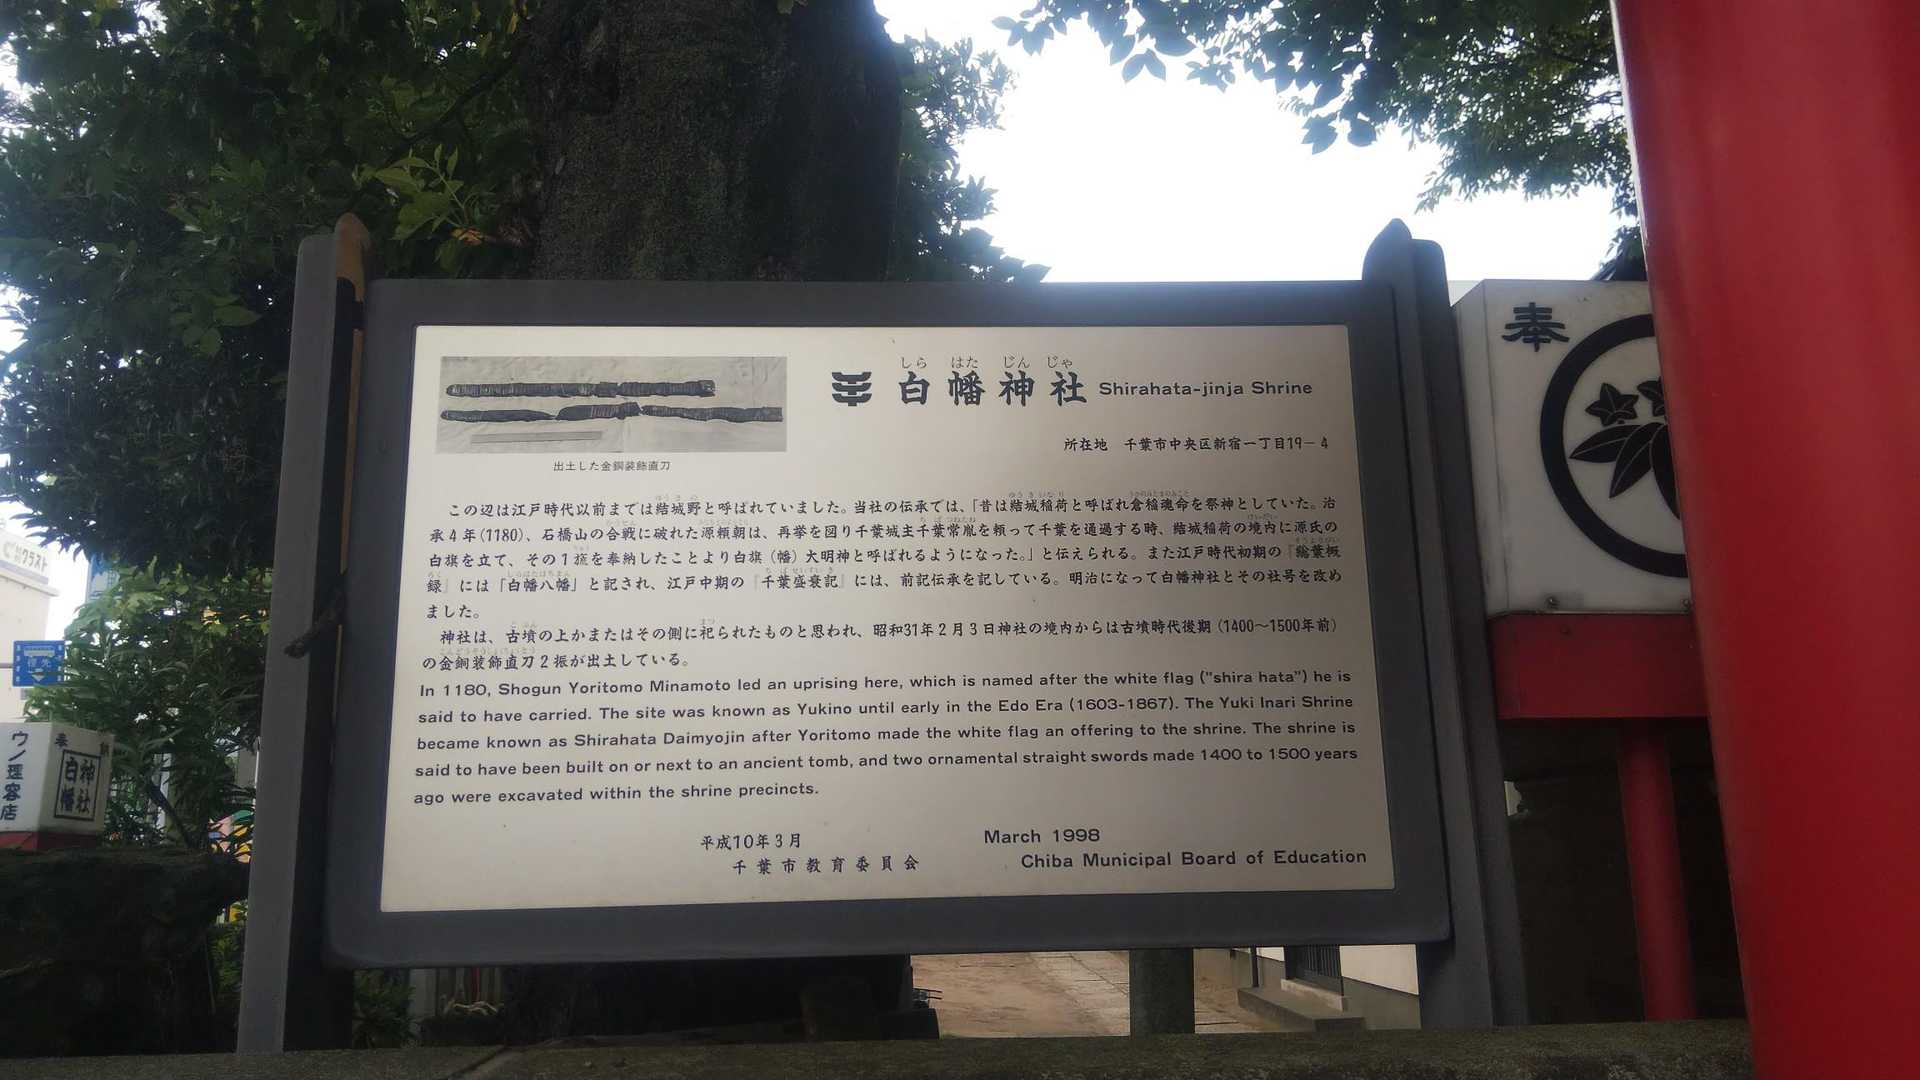 しら はた じん じゃ
白幡神社 Shirahata-jinja Shrine
所在地 千葉市中央区新宿一丁目19－4
出土した金銅装飾直刀
この辺は江戸時代以前までは結城野と呼ばれていました。当社の伝承では、「昔は結城稲荷と呼ばれ倉稲魂命を祭神としていた。治
承4年(1180)、石橋山の合戦に破れた源頼朝は、再挙を図り千葉城主千葉常胤を頼って千葉を通過する時、結城稲荷の境内に源氏の
白旗を立て、その1旒を奉納したことより白旗（幡）大明神と呼ばれるようになった。」と伝えられる。また江戸時代初期の『総葉概
録』には「白幡八幡」と記され、江戸中期の『千葉盛衰記』には、前記伝承を記している。明治になって白幡神社とその社号を改め
ました。
神社は、古墳の上かまたはその側に祀られたものと思われ、昭和31年2月3日神社の境内からは古墳時代後期(1400～1500年前)
の金銅装飾直刀2振が出土している。
In 1180, Shogun Yoritomo Minamoto led an uprising here, which is named after the white flag ("shira hata") he is
said to have carried. The site was known as Yukino until early in the Edo Era (1603-1867). The Yuki Inari Shrine
became known as Shirahata Daimyojin after Yoritomo made the white flag an offering to the shrine. The shrine is
said to have been built on or next to an ancient tomb, and two ornamental straight swords made 1400 to 1500 years
ago were excavated within the shrine precincts.
平成10年3月
千葉市教育委員会
March 1998
Chiba Municipal Board of Education
奉
クラスト
優先
奉 納
白幡神社
ウノ理容店